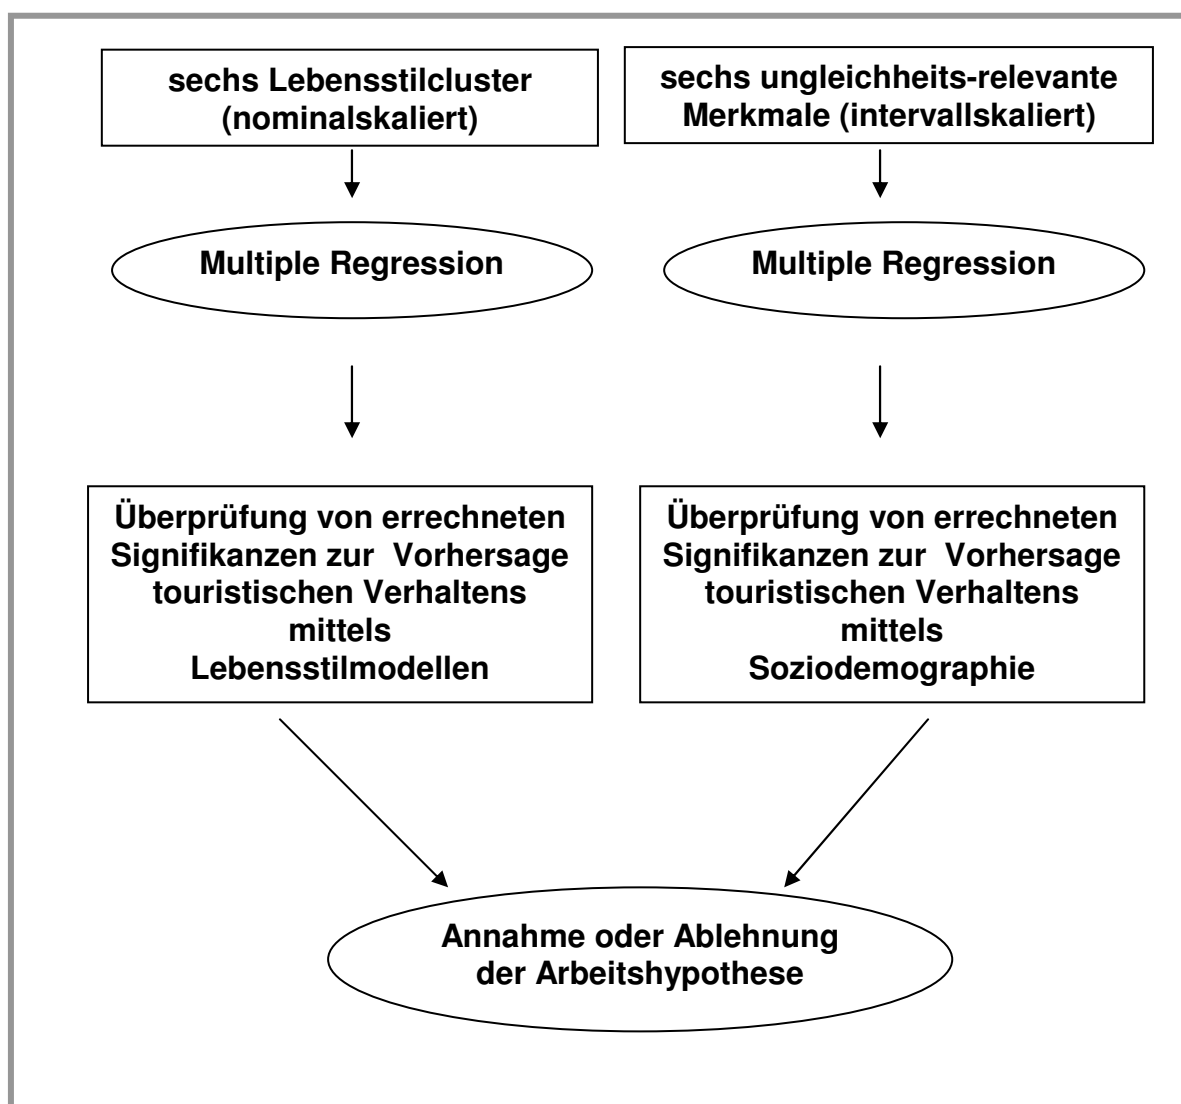 sechs Lebensstilcluster
(nominalskaliert)
sechs ungleichheits-relevante
Merkmale (intervallskaliert)
Multiple Regression
Multiple Regression
Überprüfung von errechneten
Signifikanzen zur  Vorhersage
touristischen Verhaltens
mittels
Lebensstilmodellen
Überprüfung von errechneten
Signifikanzen zur  Vorhersage
touristischen Verhaltens
mittels
Soziodemographie
Annahme oder Ablehnung
der Arbeitshypothese